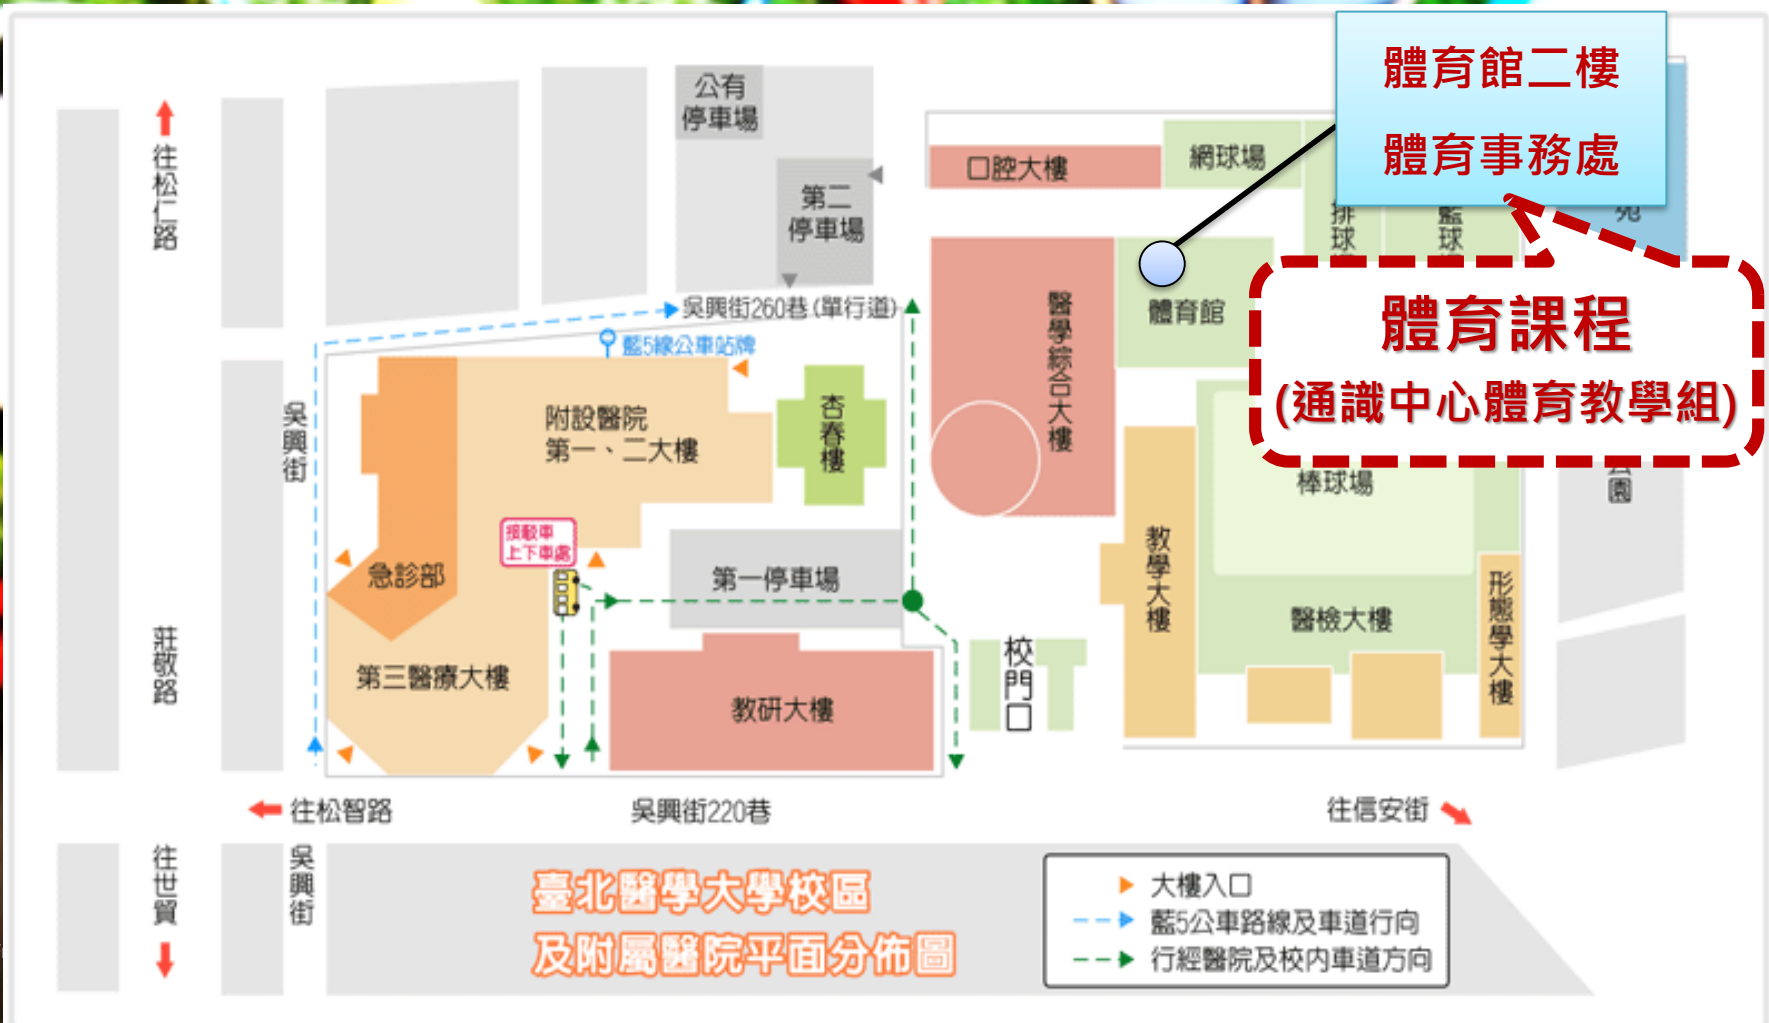 體育館二樓
體育事務處
體育課程
(通識中心體育教學組)
公有
停車場
第二
停車場
往松仁路
口腔大樓
網球場
排球
籃球
苑
吳興街260巷(單行道)
藍5線公車站牌
醫學綜合大樓
體育館
吳興街
附設醫院
第一、二大樓
杏春樓
棒球場
公園
接駁車
上下車處
急診部
第一停車場
教學大樓
醫檢大樓
形態學大樓
莊敬路
第三醫療大樓
教研大樓
校門口
往松智路
吳興街220巷
往信安街
往世貿
吳興街
臺北醫學大學校區
及附屬醫院平面分佈圖
大樓入口
藍5公車路線及車道行向
行經醫院及校內車道方向